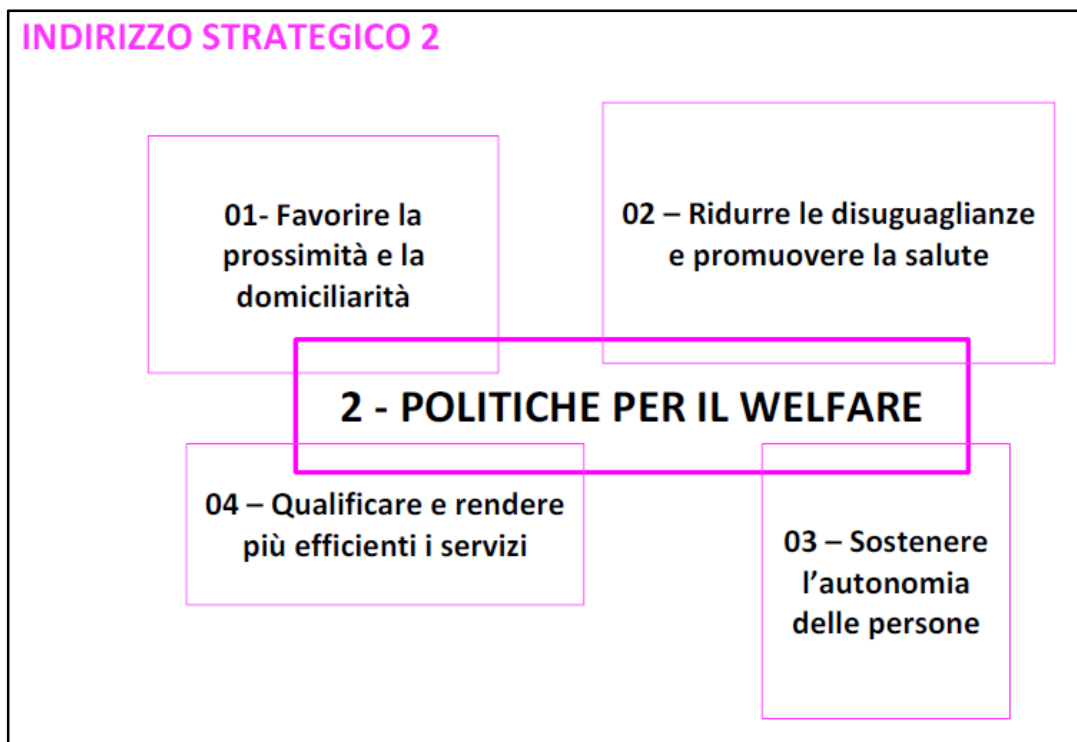 INDIRIZZO STRATEGICO 2
01- Favorire la
prossimità e la
domiciliarità
02 – Ridurre le disuguaglianze
e promuovere la salute
2 - POLITICHE PER IL WELFARE
04 – Qualificare e rendere
più efficienti i servizi
03 – Sostenere
l’autonomia
delle persone